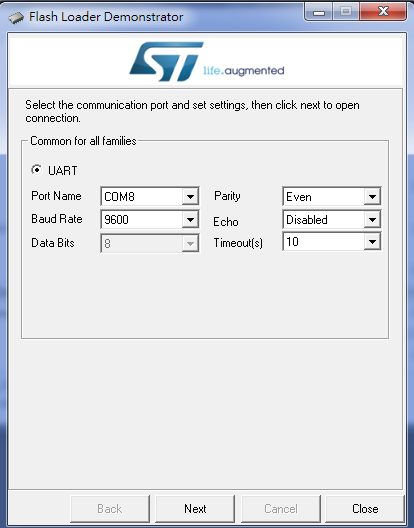 Flash Loader Demonstrator
ST life.augmented
Select the communication port and set settings, then click next to open
connection.
Common for all families
UART
Port Name COM8 Parity Even
Baud Rate 9600 Echo Disabled
Data Bits 8 Timeout(s) 10
Back Next Cancel Close